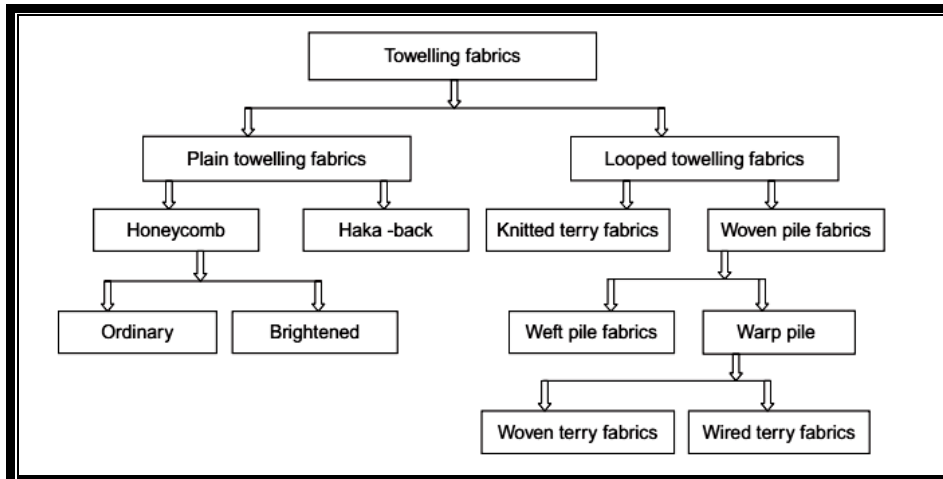 Towelling fabrics
Plain towelling fabrics
Looped towelling fabrics
Honeycomb
Haka -back
Knitted terry fabrics
Woven pile fabrics
Ordinary
Brightened
Weft pile fabrics
Warp pile
Woven terry fabrics
Wired terry fabrics